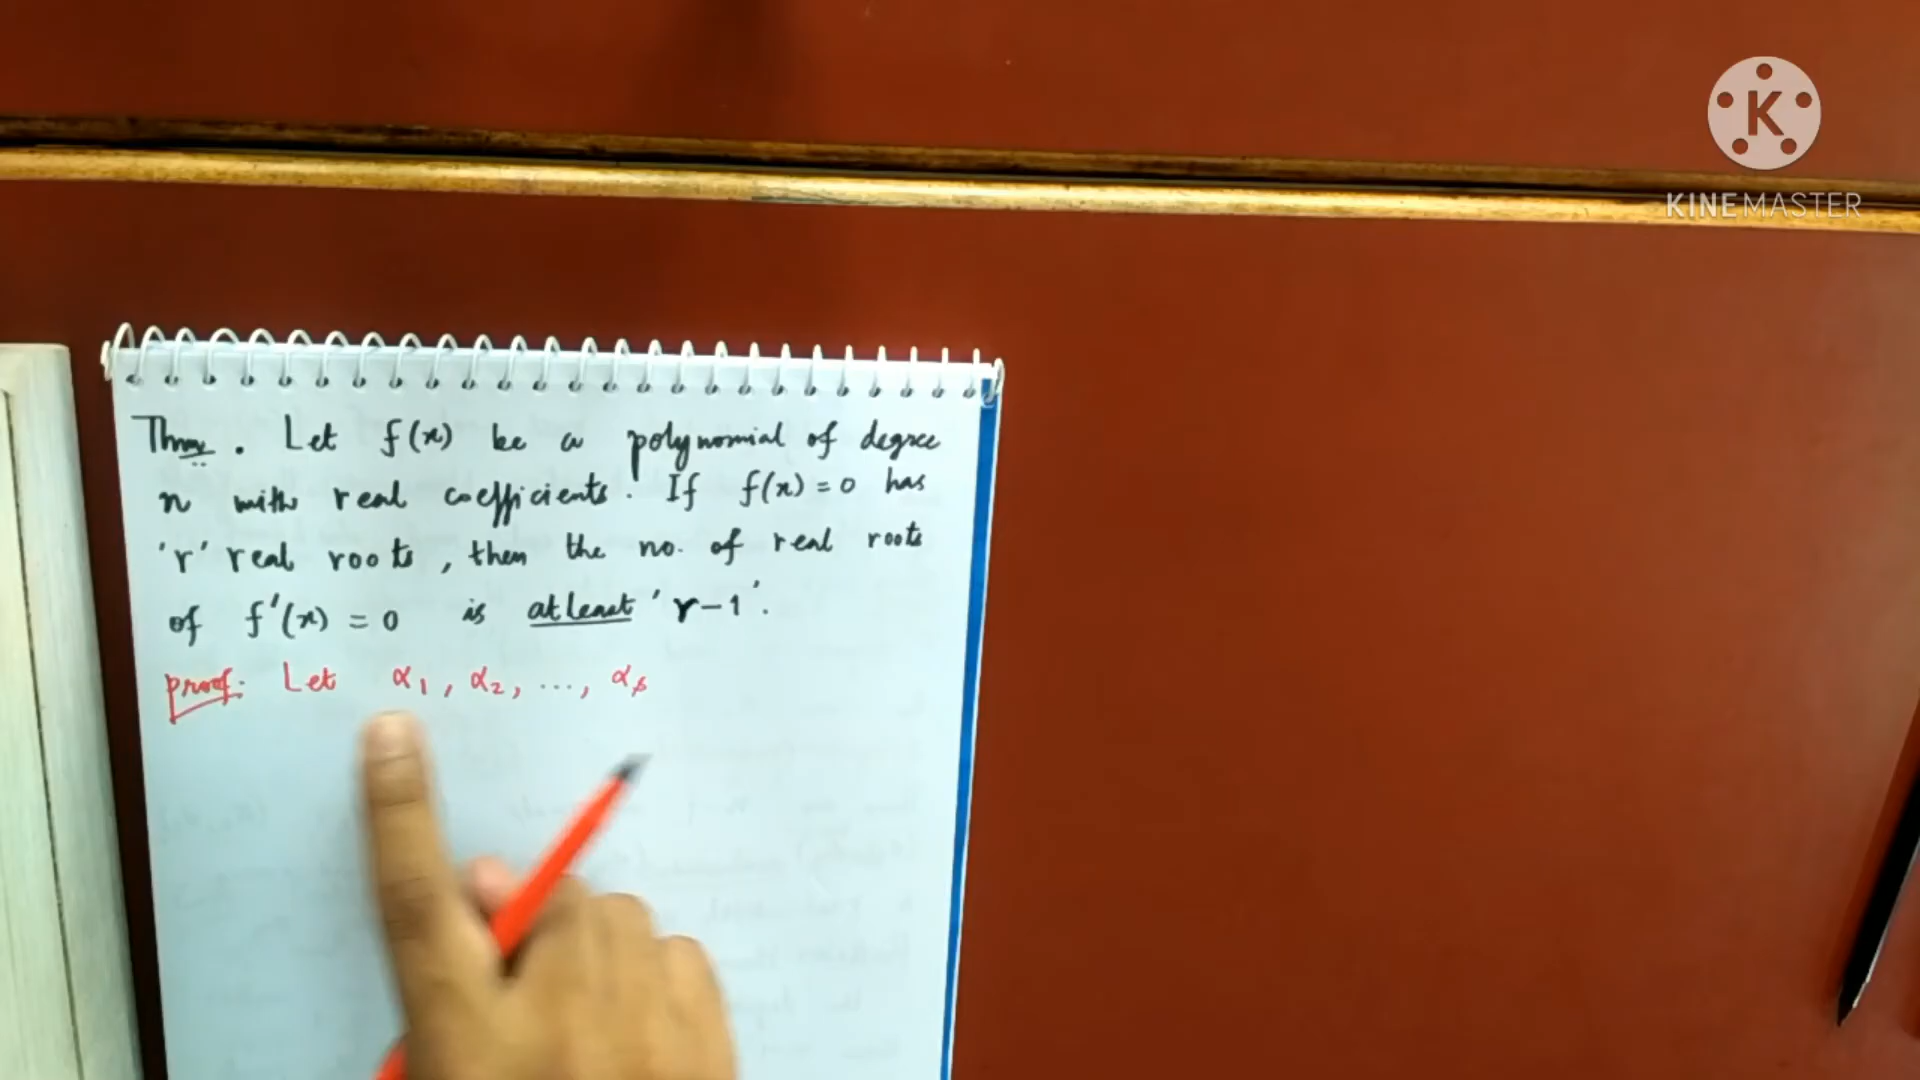 K
KINEMASTER
Thm. Let f(x) be a polynomial of degree
n with real coefficients. If f(x) = 0 has
'r' real roots, then the no. of real roots
of f'(x) = 0 is atleast 'r-1'.
proof: Let α₁, α₂, ..., αₛ